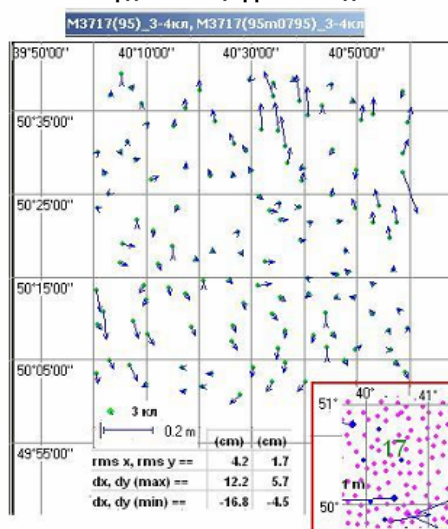 M3717(95)_3-4кл, M3717(95m0795)_3-4кл
39°50'00" 40°10'00" 40°30'00" 40°50'00"
50°35'00"
50°25'00"
50°15'00"
50°05'00"
49°55'00"
3 кл
0.2 m
(cm) (cm)
rms x, rms y == 4.2 1.7
dx, dy (max) == 12.2 5.7
dx, dy (min) == -16.8 -4.5
40° 41°
51°
17
50°